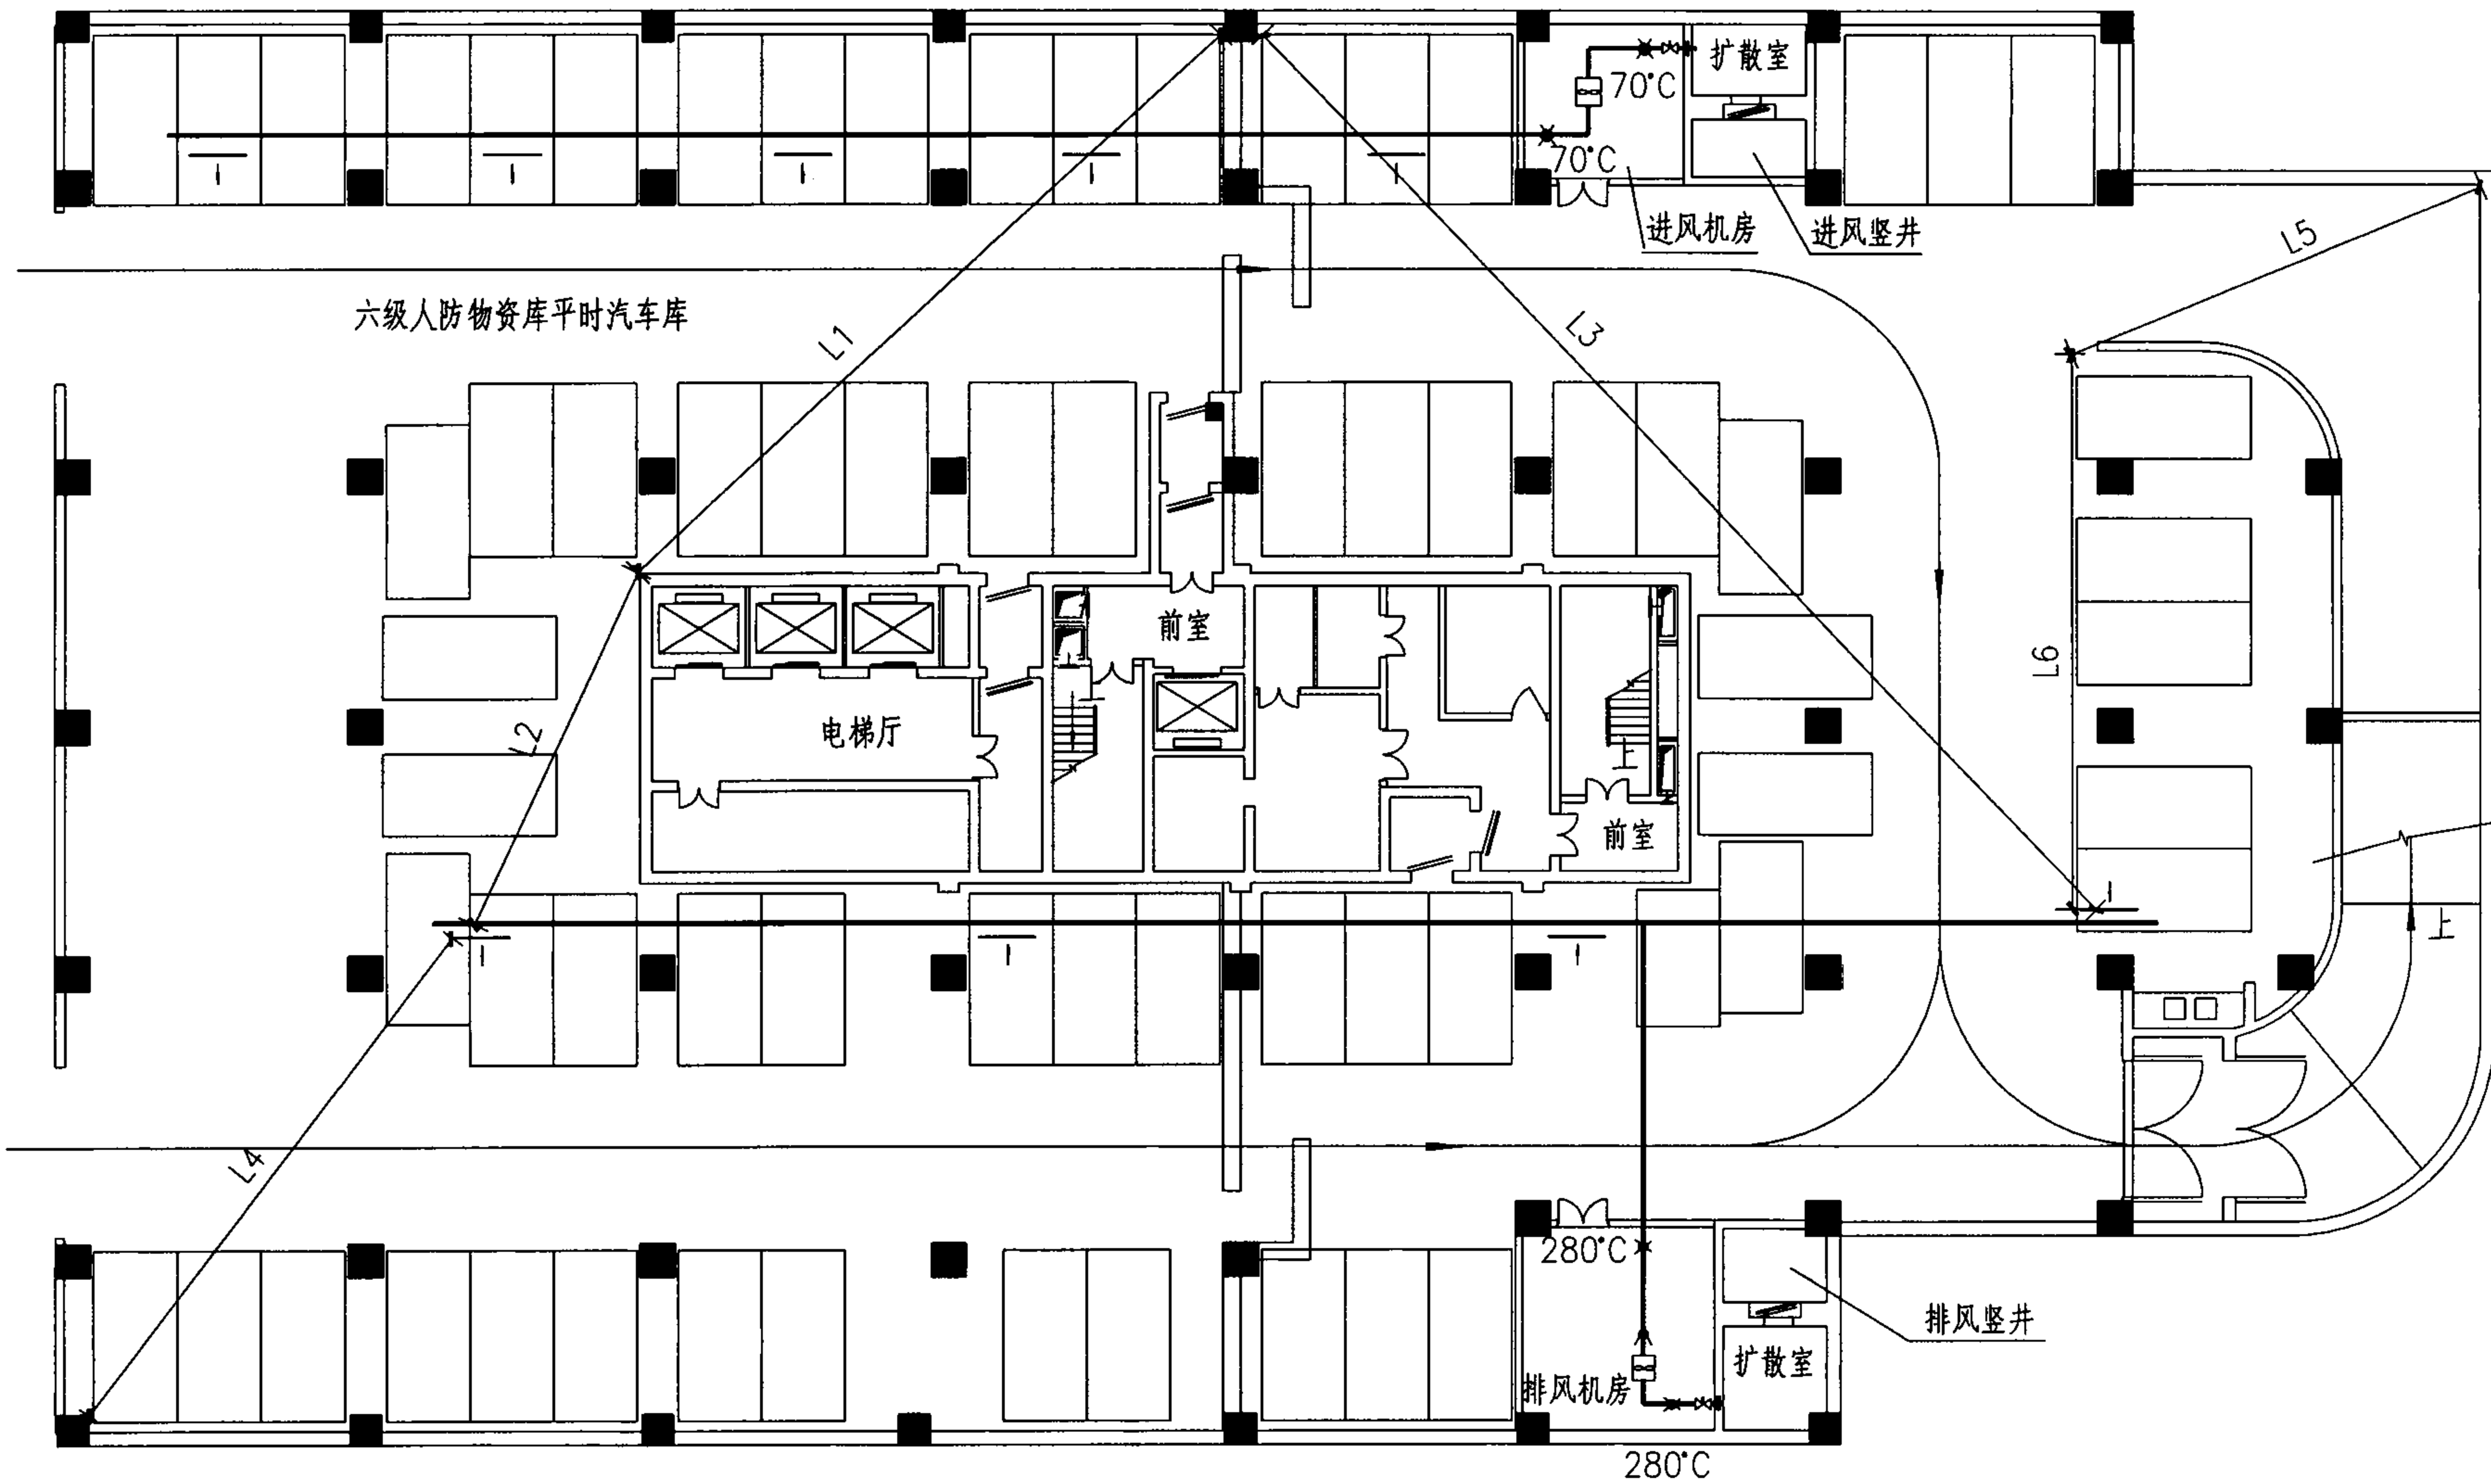 扩散室
70°C
70°C
进风机房
进风竖井
L5
六级人防物资库平时汽车库
L1
L3
前室
L6
电梯厅
L2
上
上
前室
上
L4
280°C
排风竖井
扩散室
排风机房
280°C